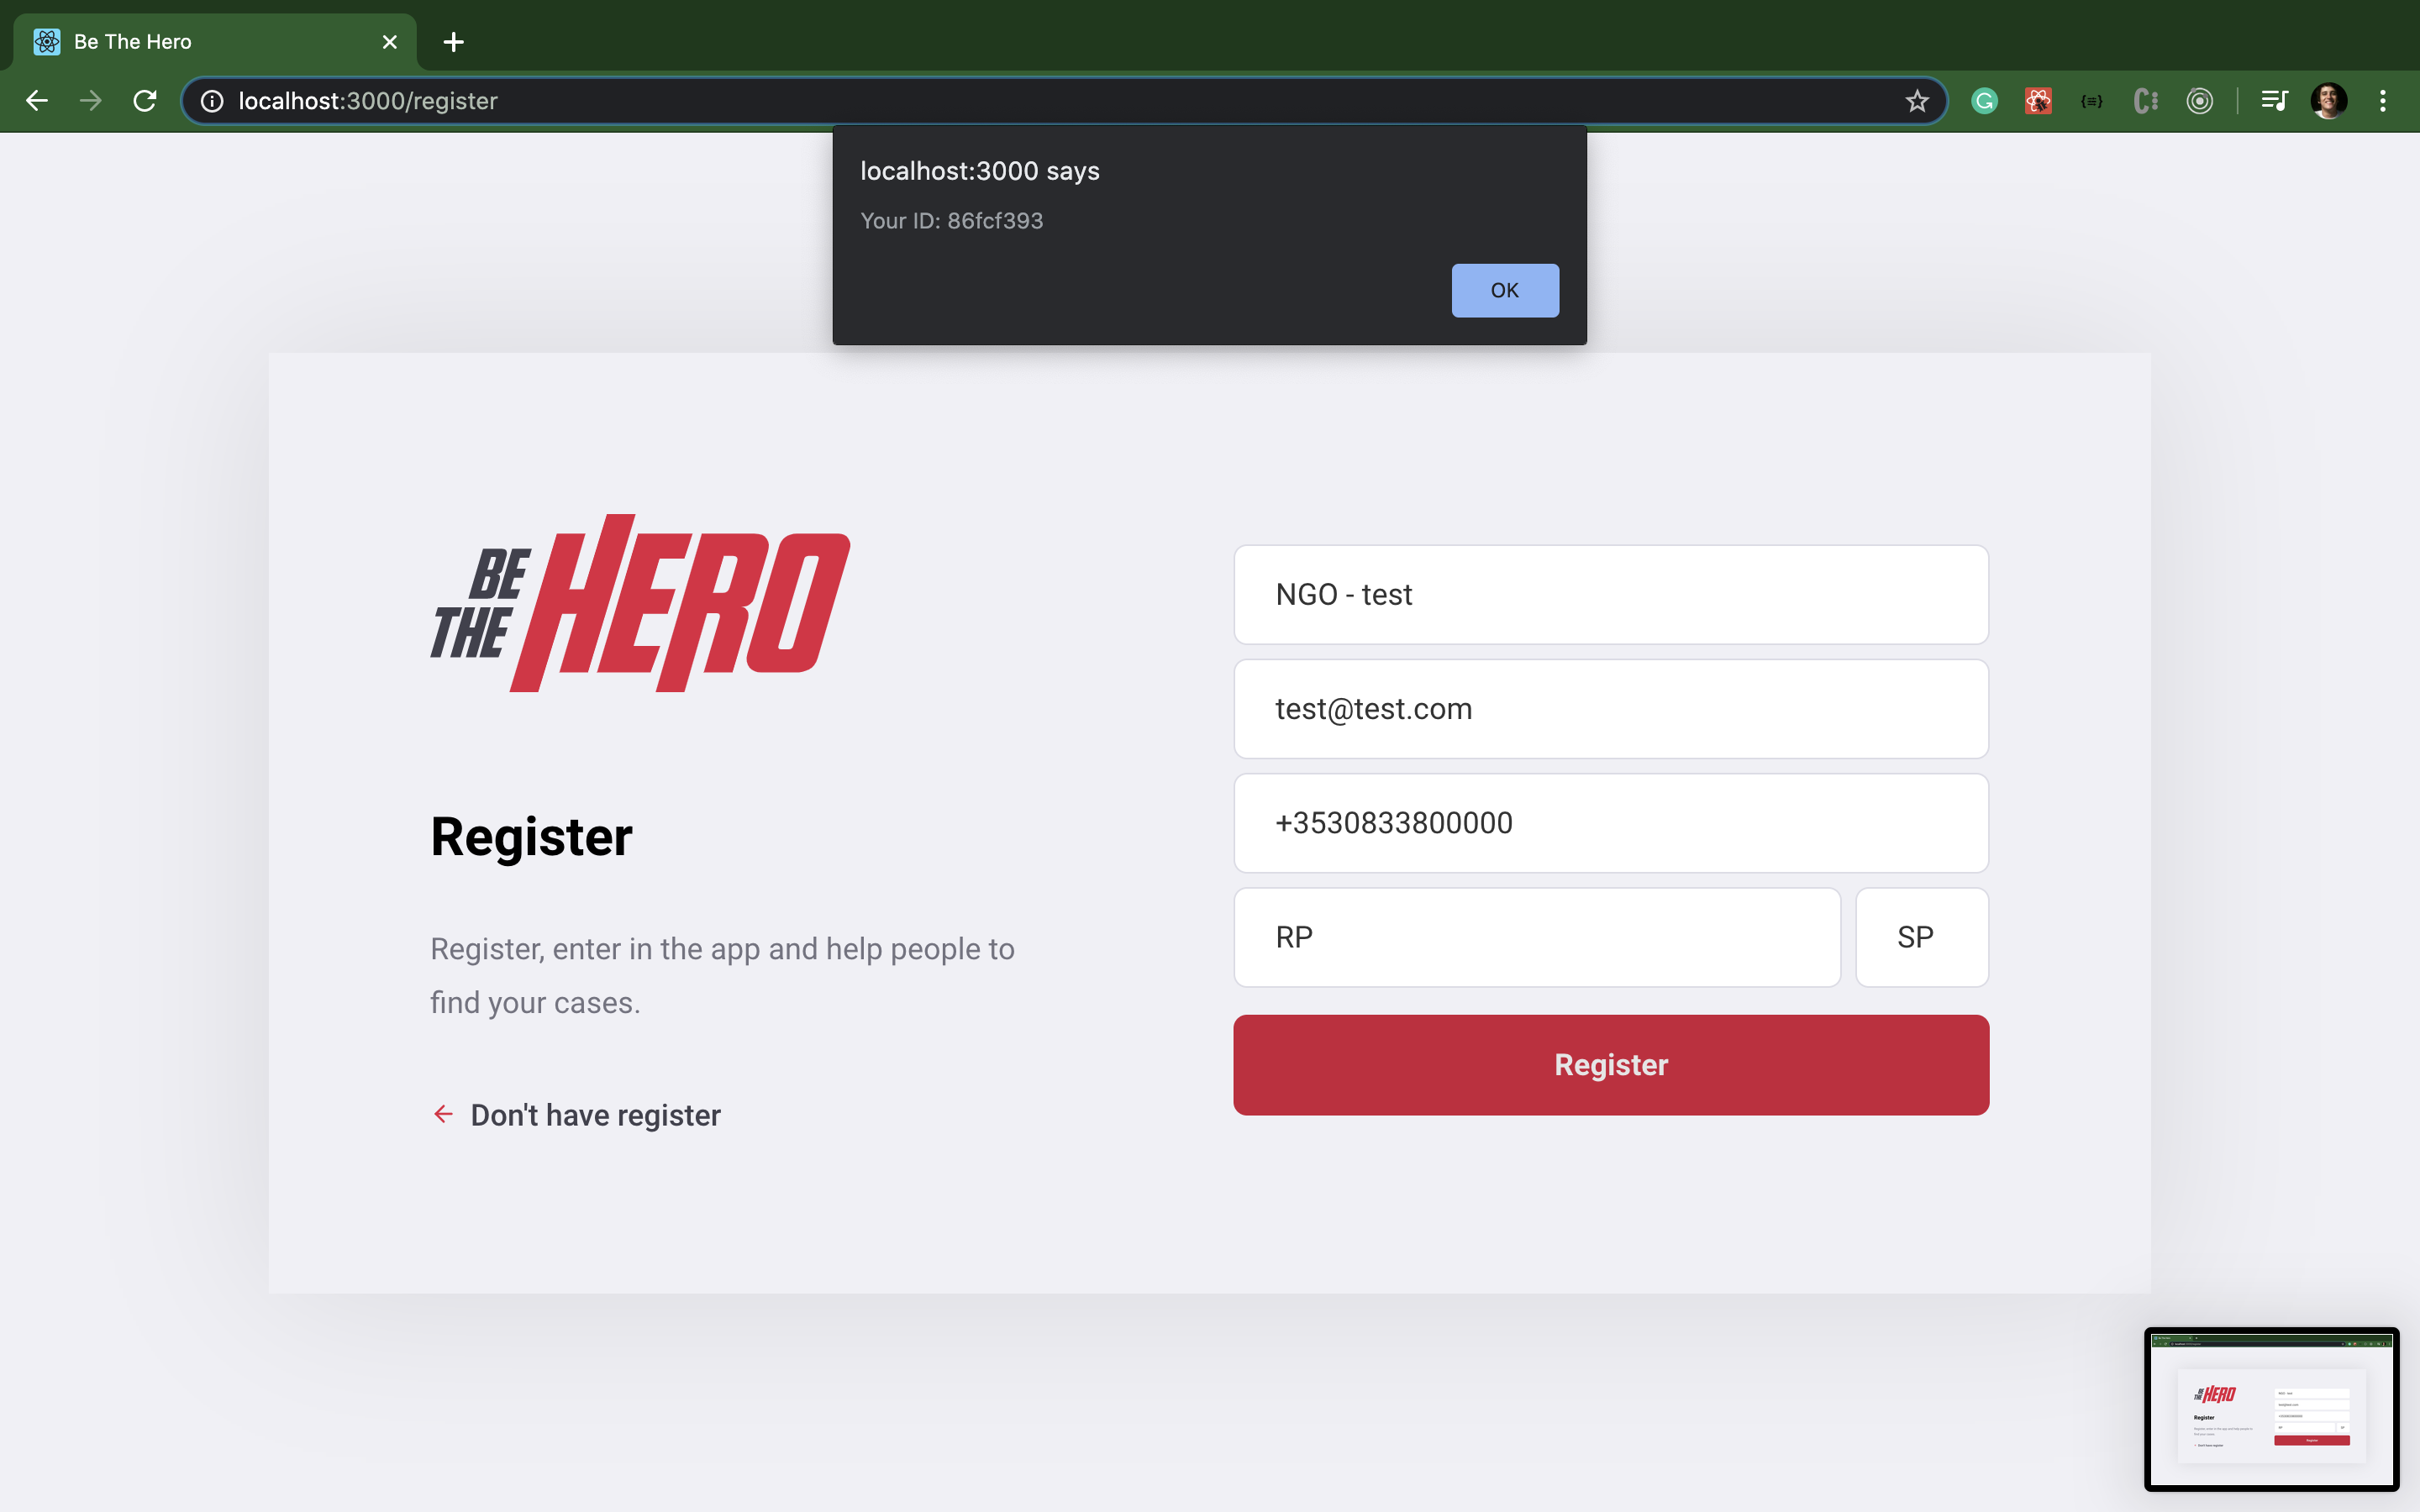 Be The Hero
localhost:3000/register
localhost:3000 says
Your ID: 86fcf393
OK
BE
THE
HERO
Register
Register, enter in the app and help people to
find your cases.
Don't have register
NGO - test
test@test.com
+3530833800000
RP
SP
Register